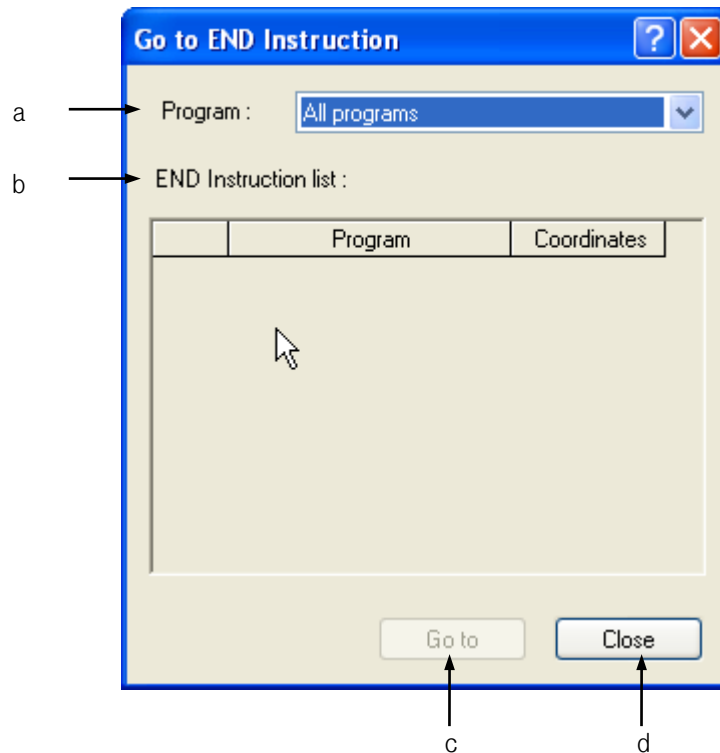 Go to END Instruction
a Program : All programs
b END Instruction list :
Program Coordinates
Go to Close
c d